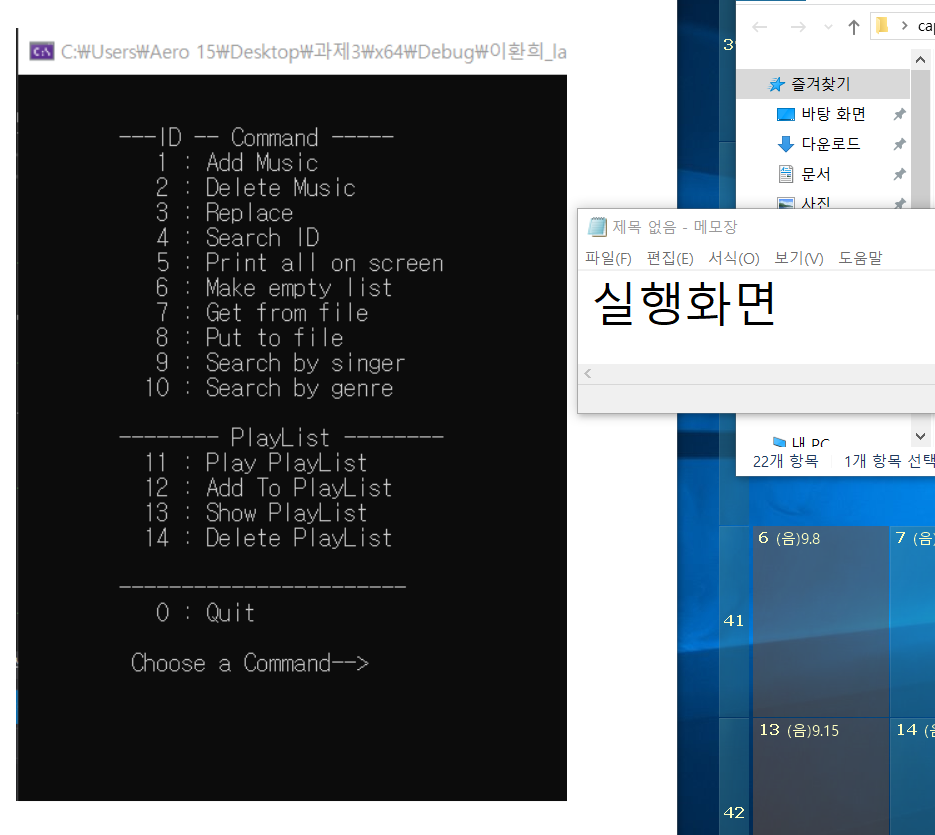 C:\Users\Aero 15\Desktop\과제3\x64\Debug\이환희_la
---ID -- Command -----
1 : Add Music
2 : Delete Music
3 : Replace
4 : Search ID
5 : Print all on screen
6 : Make empty list
7 : Get from file
8 : Put to file
9 : Search by singer
10 : Search by genre
-------- PlayList --------
11 : Play PlayList
12 : Add To PlayList
13 : Show PlayList
14 : Delete PlayList
-----------------------
0 : Quit
Choose a Command-->
즐겨찾기
바탕 화면
다운로드
문서
사진
제목 없음 - 메모장
파일(F) 편집(E) 서식(O) 보기(V) 도움말
실행화면
내 PC
22개 항목 1개 항목 선택
6 (음)9.8
7 (음)
41
13 (음)9.15
14
42